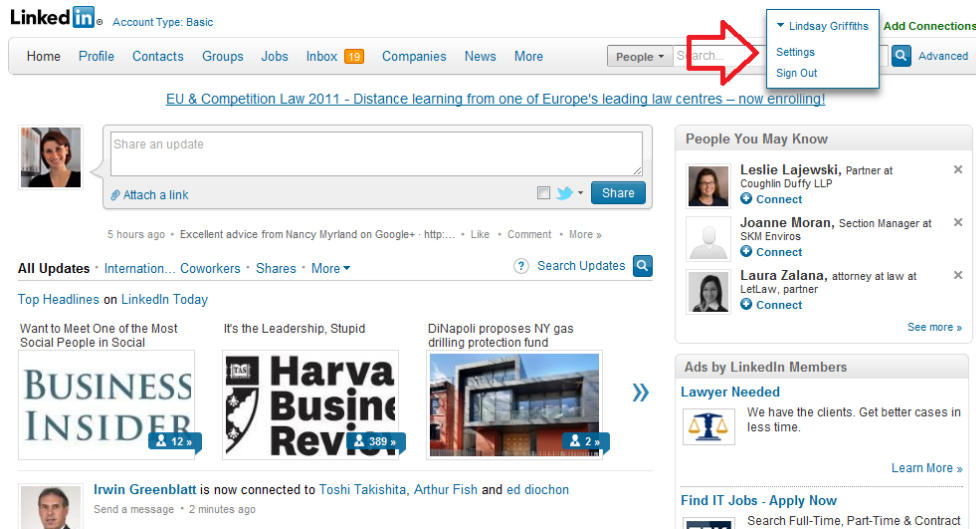 Linked in ®
Account Type: Basic
Lindsay Griffiths
Add Connections
Settings
Sign Out
Home Profile Contacts Groups Jobs Inbox 19 Companies News More
People
Search...
Advanced
EU & Competition Law 2011 - Distance learning from one of Europe's leading law centres – now enrolling!
Share an update
Attach a link
Share
5 hours ago • Excellent advice from Nancy Myrland on Google+ · http:... • Like • Comment • More »
All Updates · Internation... Coworkers · Shares · More
? Search Updates
Top Headlines on LinkedIn Today
Want to Meet One of the Most
Social People in Social
BUSINESS
INSIDER
12 »
It's the Leadership, Stupid
Harva
Busine
Review
389 »
DiNapoli proposes NY gas
drilling protection fund
2 »
Irwin Greenblatt is now connected to Toshi Takishita, Arthur Fish and ed diochon
Send a message • 2 minutes ago
People You May Know
Leslie Lajewski, Partner at
Coughlin Duffy LLP
Connect
Joanne Moran, Section Manager at
SKM Enviros
Connect
Laura Zalana, attorney at law at
LetLaw, partner
Connect
See more »
Ads by LinkedIn Members
Lawyer Needed
We have the clients. Get better cases in
less time.
Learn More »
Find IT Jobs - Apply Now
Search Full-Time, Part-Time & Contract